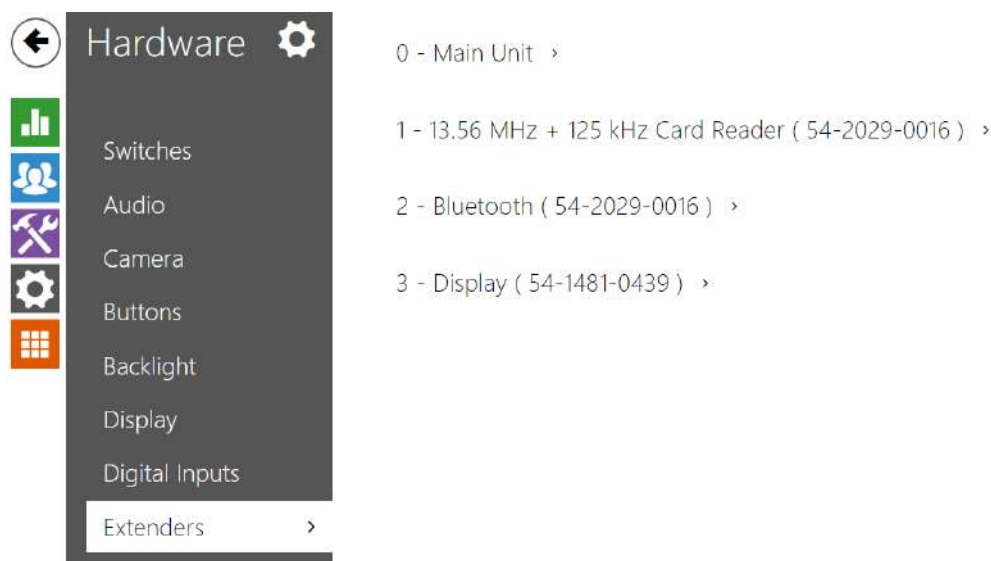 Hardware
Switches
Audio
Camera
Buttons
Backlight
Display
Digital Inputs
Extenders >
0 - Main Unit >
1 - 13.56 MHz + 125 kHz Card Reader ( 54-2029-0016 ) >
2 - Bluetooth ( 54-2029-0016 ) >
3 - Display ( 54-1481-0439 ) >